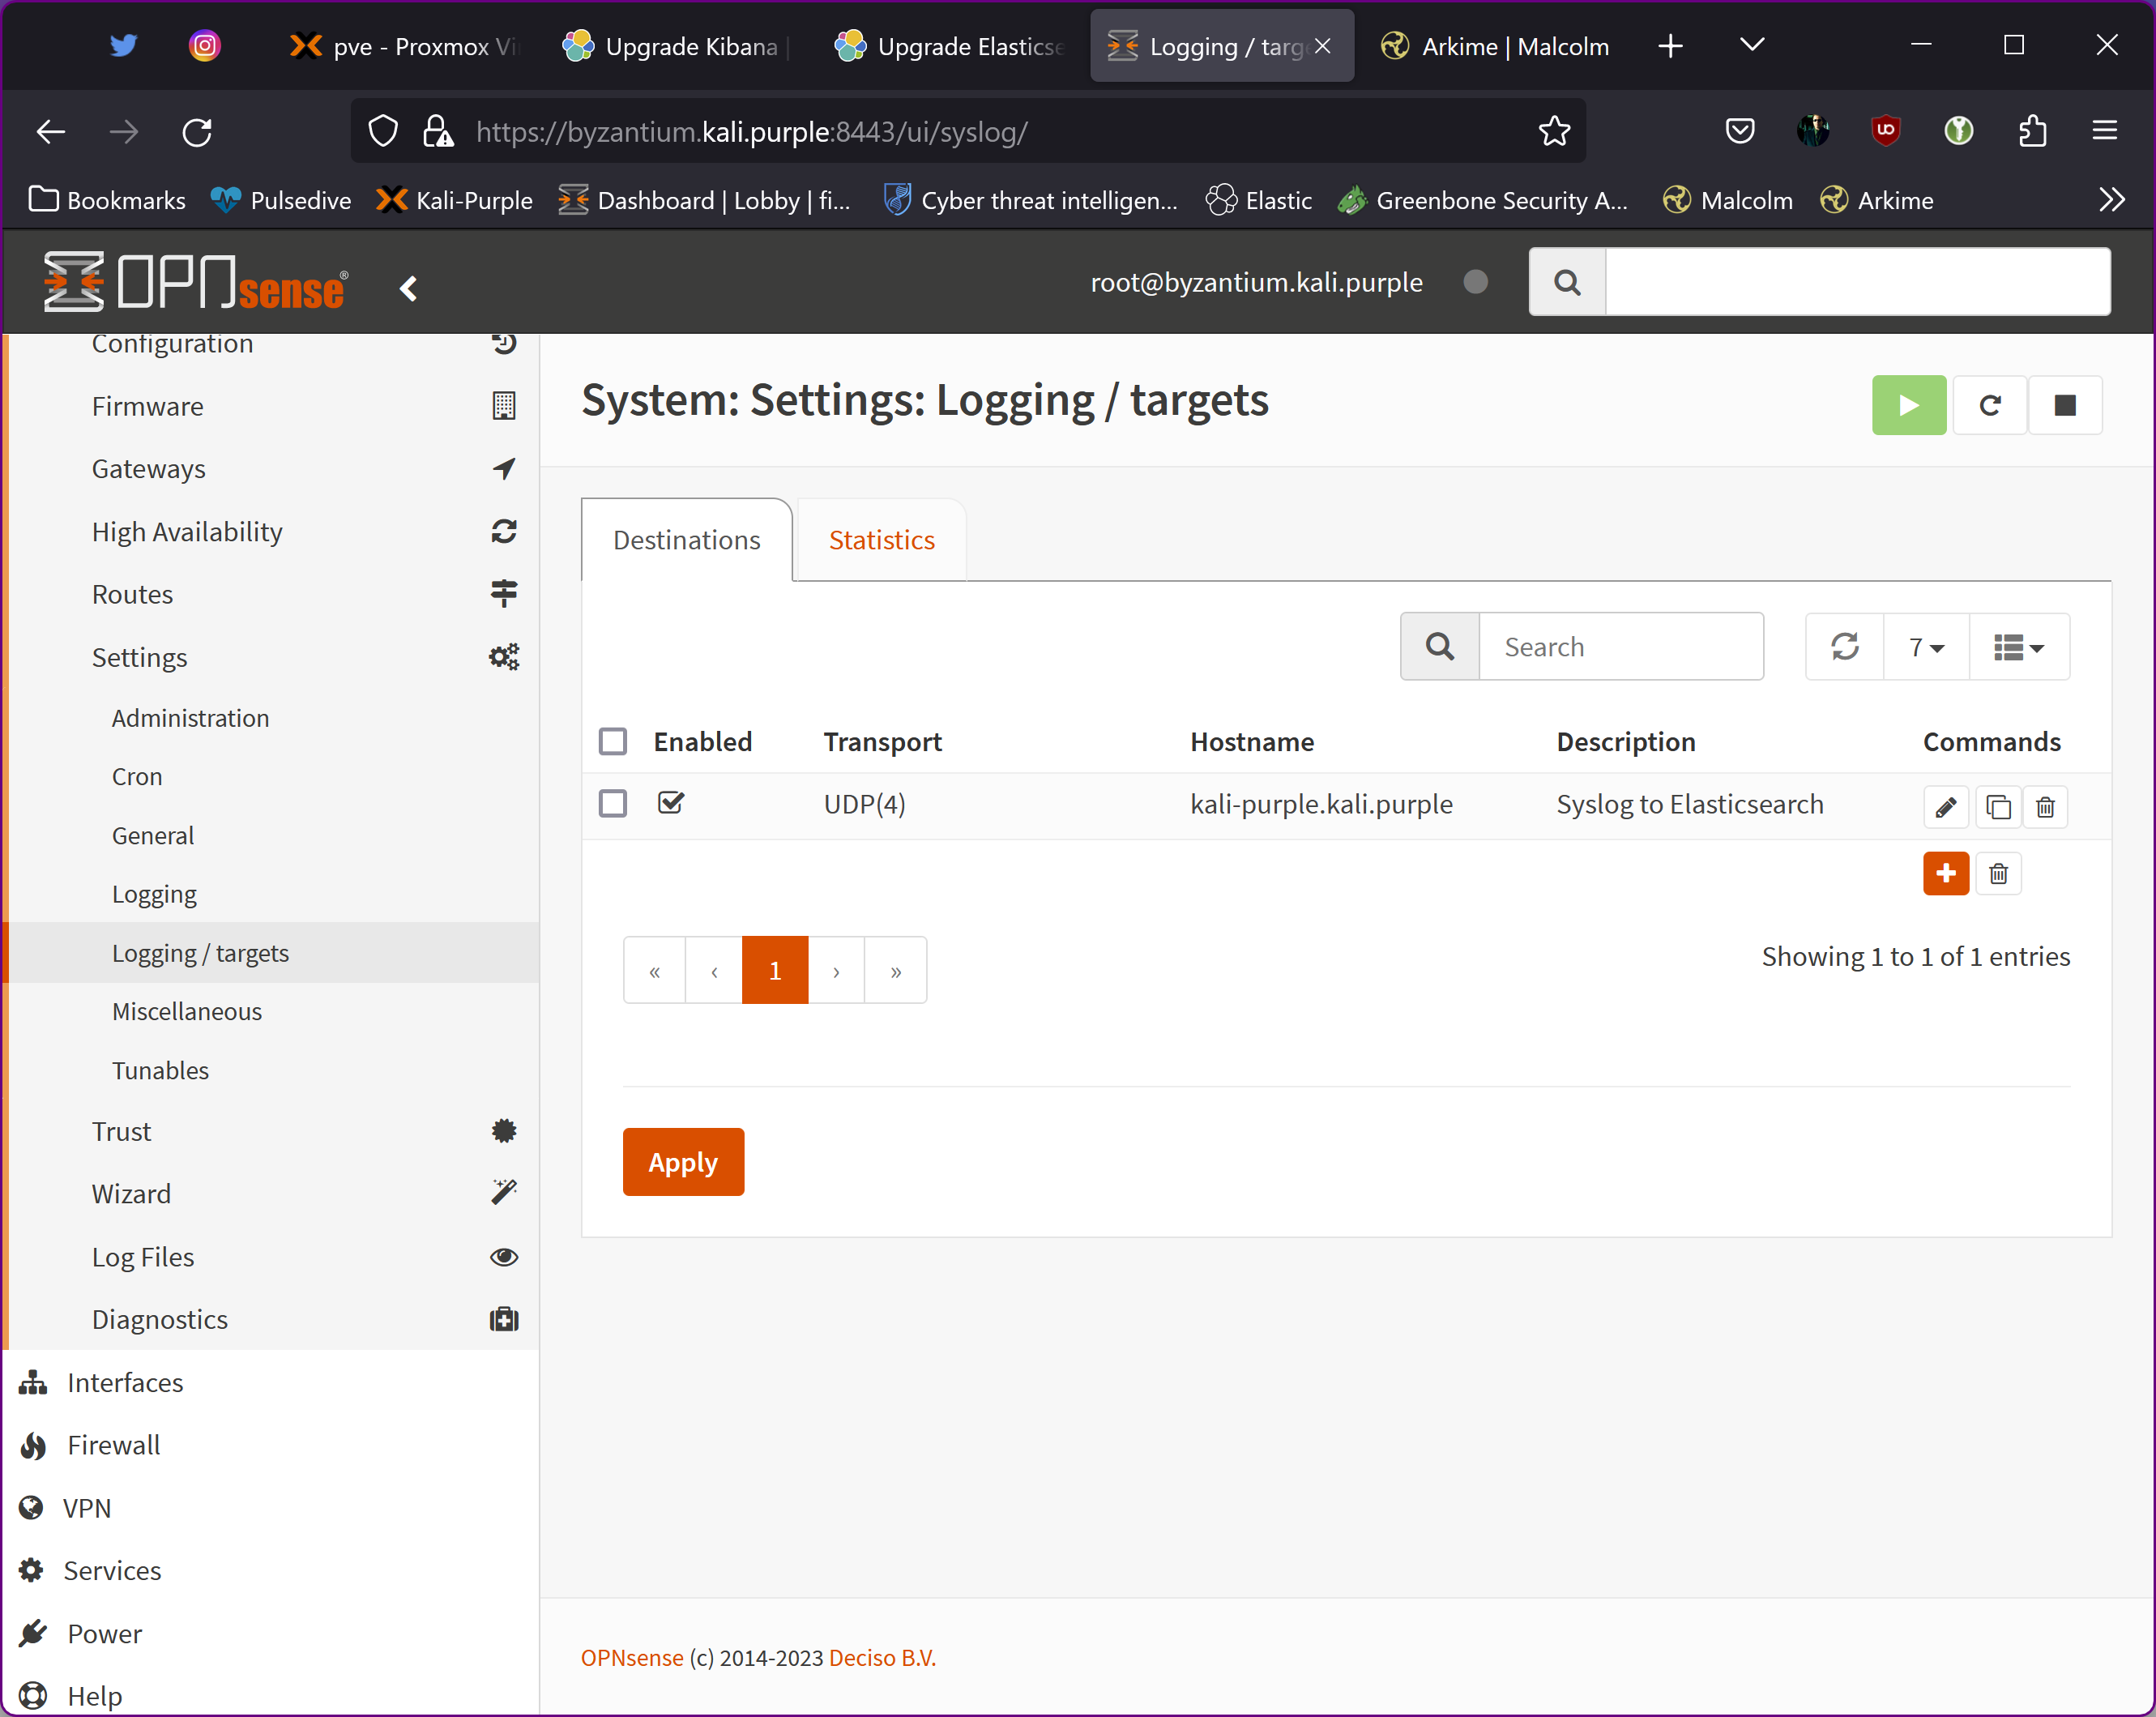 pve - Proxmox Vi
Upgrade Kibana |
Upgrade Elasticse
Logging / targe
Arkime | Malcolm
https://byzantium.kali.purple:8443/ui/syslog/
Bookmarks
Pulsedive
Kali-Purple
Dashboard | Lobby | fi...
Cyber threat intelligen...
Elastic
Greenbone Security A...
Malcolm
Arkime
OPNsense®
root@byzantium.kali.purple
Configuration
Firmware
Gateways
High Availability
Routes
Settings
Administration
Cron
General
Logging
Logging / targets
Miscellaneous
Tunables
Trust
Wizard
Log Files
Diagnostics
Interfaces
Firewall
VPN
Services
Power
Help
System: Settings: Logging / targets
Destinations
Statistics
Search
7
Enabled Transport Hostname Description Commands
UDP(4) kali-purple.kali.purple Syslog to Elasticsearch
« ‹ 1 › »
Showing 1 to 1 of 1 entries
Apply
OPNsense (c) 2014-2023 Deciso B.V.